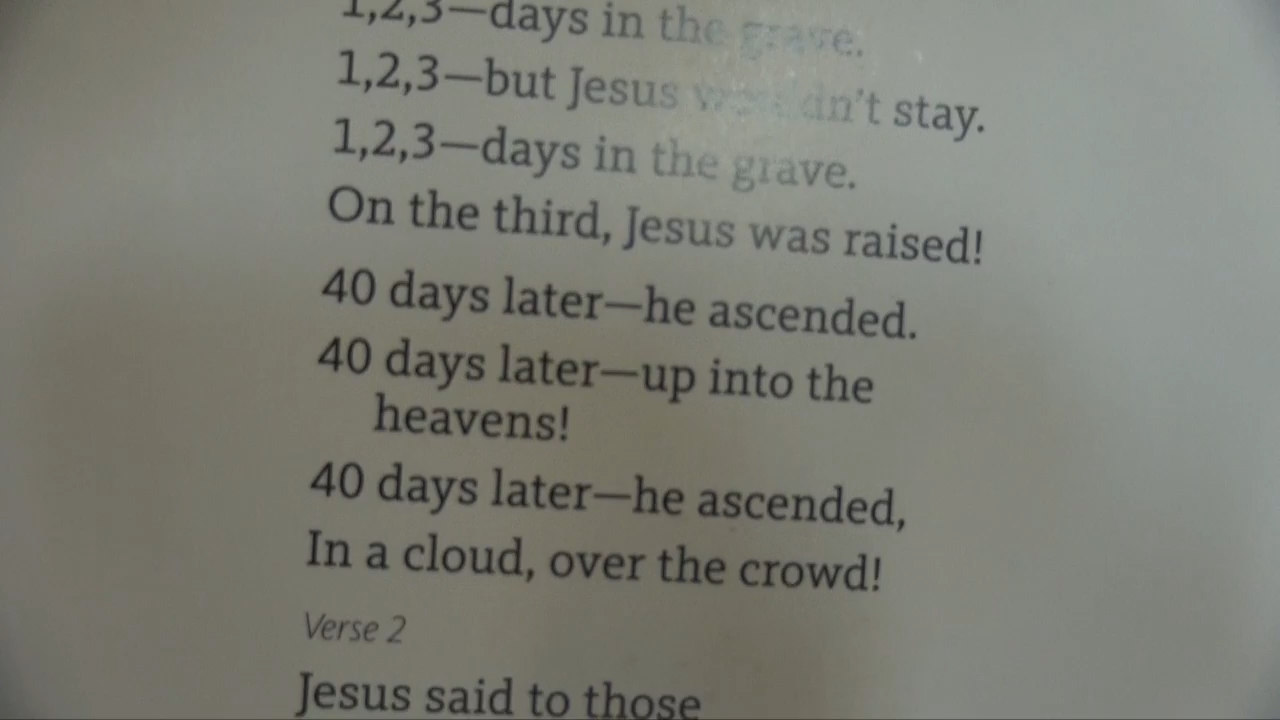 1,2,3—days in the grave.
1,2,3—but Jesus wouldn't stay.
1,2,3—days in the grave.
On the third, Jesus was raised!
40 days later—he ascended.
40 days later—up into the
heavens!
40 days later—he ascended,
In a cloud, over the crowd!
Verse 2
Jesus said to those